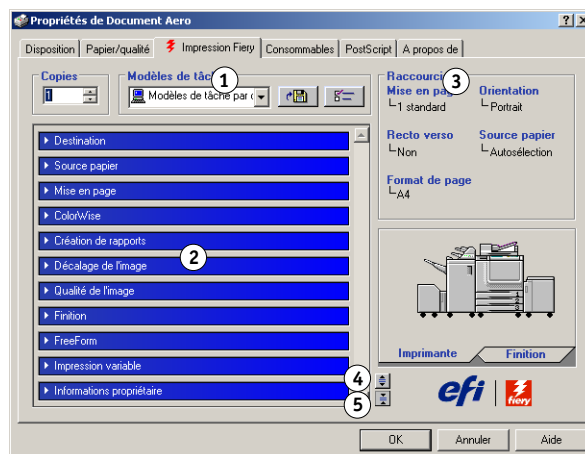 Propriétés de Document Aero
Disposition
Papier/qualité
Impression Fiery
Consommables
PostScript
A propos de
Copies
1
Modèles de tâc
1
Modèles de tâche par
Raccourci
3
Mise en pag
1 standard
Orientation
Portrait
Recto verso
Non
Source papier
Autosélection
Format de page
A4
Destination
Source papier
Mise en page
ColorWise
Création de rapports
Décalage de l'image
2
Qualité de l'image
Finition
FreeForm
Impression variable
Informations propriétaire
4
5
Imprimante
Finition
efi
fiery
OK
Annuler
Aide